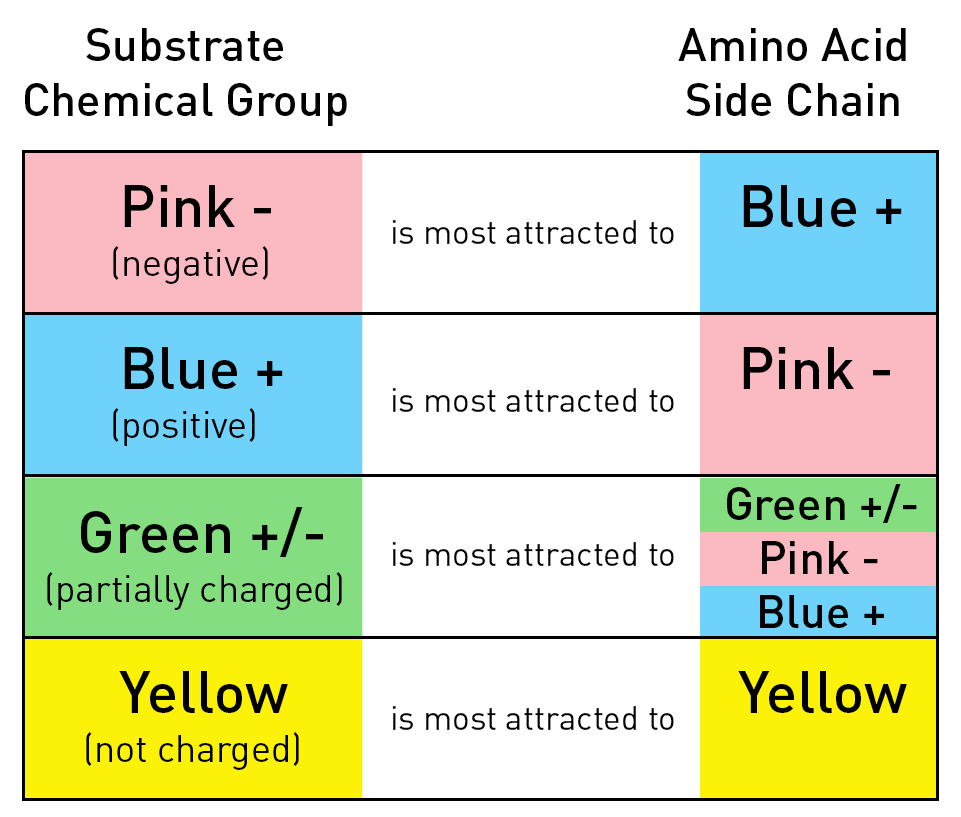 Substrate
Chemical Group
Amino Acid
Side Chain
Pink -
(negative)
is most attracted to
Blue +
Blue +
(positive)
is most attracted to
Pink -
Green +/-
(partially charged)
is most attracted to
Green +/-
Pink -
Blue +
Yellow
(not charged)
is most attracted to
Yellow